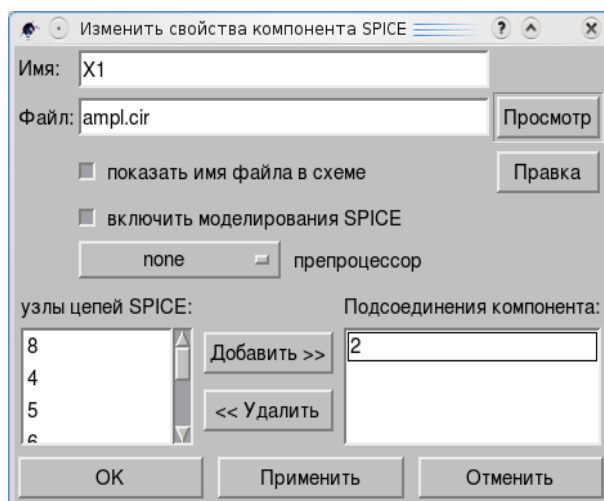 Изменить свойства компонента SPICE
Имя: X1
Файл: ampl.cir Просмотр
показать имя файла в схеме Правка
включить моделирования SPICE
none препроцессор
узлы цепей SPICE: Подсоединения компонента:
8 2
4 Добавить >>
5 << Удалить
6
OK Применить Отменить